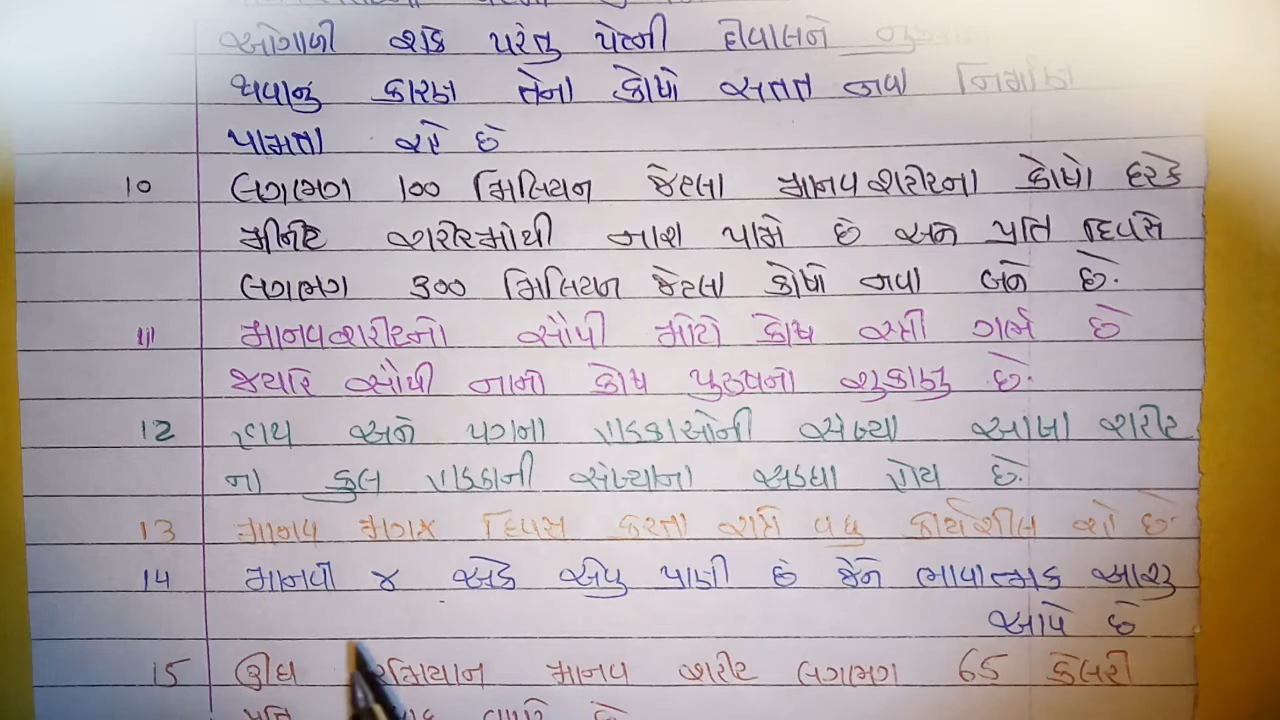 ઓગાળી શકે પરંતુ પેટની દીવાલને
થવાનું કારણ તેના કોષો સતત નવા નિર્માણ
પામતા રહે છે
10 લગભગ 100 મિલિયન જેટલા માનવશરીરના કોષો દરેક
મીનીટે શરીરમાંથી નાશ પામે છે અને પ્રતિ દિવસે
લગભગ 300 મિલિયન જેટલા કોષો નવા બને છે.
11 માનવશરીરનો સૌથી મોટો કોષ સ્ત્રી ગર્ભ છે
જયારે સૌથી નાનો કોષ પુરુષનો શુક્રાણુ છે.
12 હાથ અને પગના હાડકાઓની સંખ્યા આખા શરીર
ના કુલ હાડકાની સંખ્યાના અડધા હોય છે.
13 માનવ મગજ દિવસ કરતા રાત્રે વધુ કાર્યશીલ રહે છે.
14 માનવી જ એક એવુ પ્રાણી છે જેને ભાવાત્મક આંસુ
આવે છે
15 ઊંઘ દરમિયાન માનવ શરીર લગભગ 65 કેલરી
પ્રતિ